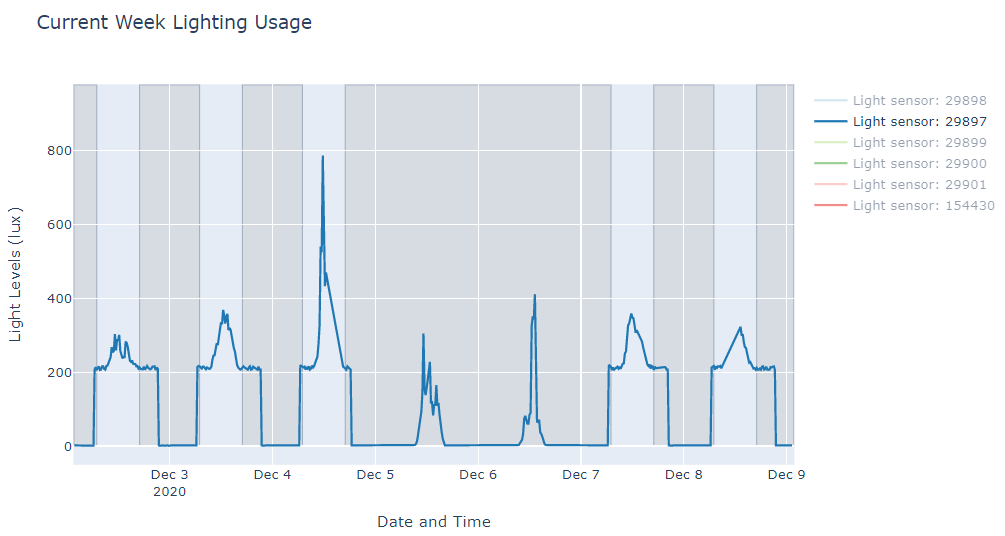 Current Week Lighting Usage
Light sensor: 29898
Light sensor: 29897
Light sensor: 29899
Light sensor: 29900
Light sensor: 29901
Light sensor: 154430
Light Levels (lux)
800
600
400
200
0
Dec 3
2020
Dec 4
Dec 5
Dec 6
Dec 7
Dec 8
Dec 9
Date and Time